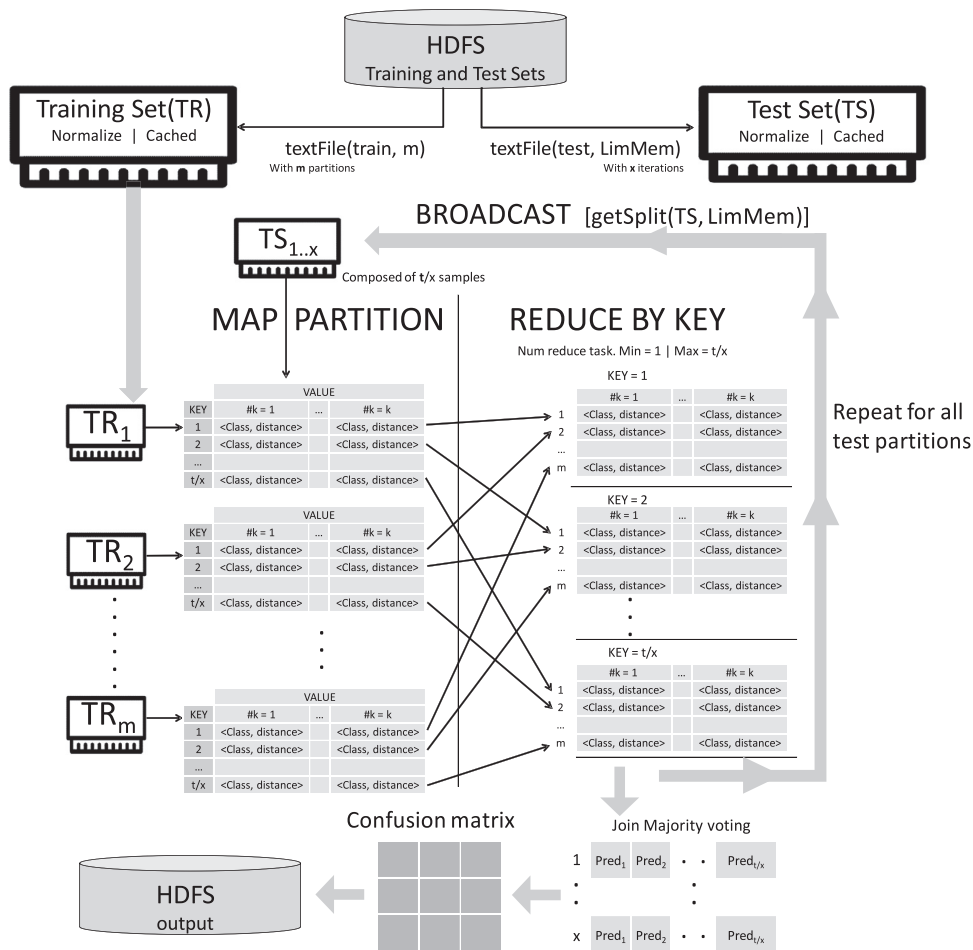 HDFS
Training and Test Sets
Training Set(TR)
Normalize | Cached
Test Set(TS)
Normalize | Cached
textFile(train, m)
With m partitions
textFile(test, LimMem)
With x iterations
BROADCAST [getSplit(TS, LimMem)]
TS1..x
Composed of t/x samples
MAP PARTITION
REDUCE BY KEY
Num reduce task. Min = 1 | Max = t/x
TR1
VALUE
KEY #k = 1 ... #k = k
1 <Class, distance> <Class, distance>
2 <Class, distance> <Class, distance>
...
t/x <Class, distance> <Class, distance>
TR2
VALUE
KEY #k = 1 ... #k = k
1 <Class, distance> <Class, distance>
2 <Class, distance> <Class, distance>
...
t/x <Class, distance> <Class, distance>
TRm
VALUE
KEY #k = 1 ... #k = k
1 <Class, distance> <Class, distance>
2 <Class, distance> <Class, distance>
...
t/x <Class, distance> <Class, distance>
KEY = 1
#k = 1 ... #k = k
1 <Class, distance> <Class, distance>
2 <Class, distance> <Class, distance>
...
m <Class, distance> <Class, distance>
KEY = 2
#k = 1 ... #k = k
1 <Class, distance> <Class, distance>
2 <Class, distance> <Class, distance>
...
m <Class, distance> <Class, distance>
KEY = t/x
#k = 1 ... #k = k
1 <Class, distance> <Class, distance>
2 <Class, distance> <Class, distance>
...
m <Class, distance> <Class, distance>
Repeat for all
test partitions
Join Majority voting
1 Pred1 Pred2 . . Predt/x
x Pred1 Pred2 . . Predt/x
Confusion matrix
HDFS
output